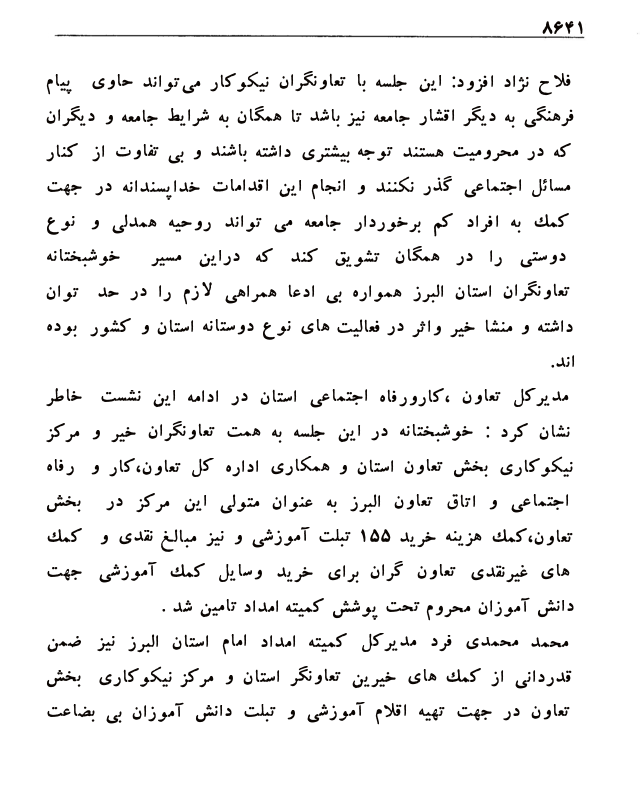 ۸۶۴۱
فلاح نژاد افزود: این جلسه با تعاونگران نیکوکار می‌تواند حاوی پیام
فرهنگی به دیگر اقشار جامعه نیز باشد تا همگان به شرایط جامعه و دیگران
که در محرومیت هستند توجه بیشتری داشته باشند و بی تفاوت از کنار
مسائل اجتماعی گذر نکنند و انجام این اقدامات خداپسندانه در جهت
کمك به افراد کم برخوردار جامعه می تواند روحیه همدلی و نوع
دوستی را در همگان تشویق کند که دراین مسیر خوشبختانه
تعاونگران استان البرز همواره بی ادعا همراهی لازم را در حد توان
داشته و منشا خیر واثر در فعالیت های نوع دوستانه استان و کشور بوده
اند.
مدیرکل تعاون ،کارورفاه اجتماعی استان در ادامه این نشست خاطر
نشان کرد : خوشبختانه در این جلسه به همت تعاونگران خیر و مرکز
نیکوکاری بخش تعاون استان و همکاری اداره کل تعاون،کار و رفاه
اجتماعی و اتاق تعاون البرز به عنوان متولی این مرکز در بخش
تعاون،کمك هزینه خرید ۱۵۵ تبلت آموزشی و نیز مبالغ نقدی و کمك
های غیرنقدی تعاون گران برای خرید وسایل کمك آموزشی جهت
دانش آموزان محروم تحت پوشش کمیته امداد تامین شد .
محمد محمدی فرد مدیرکل کمیته امداد امام استان البرز نیز ضمن
قدردانی از کمك های خیرین تعاونگر استان و مرکز نیکوکاری بخش
تعاون در جهت تهیه اقلام آموزشی و تبلت دانش آموزان بی بضاعت